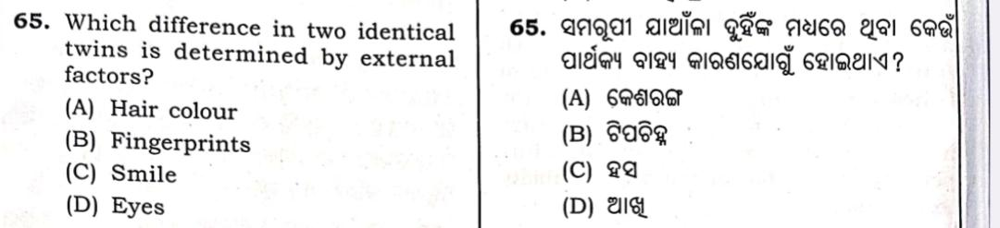 65. Which difference in two identical
twins is determined by external
factors?
(A) Hair colour
(B) Fingerprints
(C) Smile
(D) Eyes
65. ସମରୂପୀ ଯାଆଁଳା ଦୁହିଁଙ୍କ ମଧ୍ୟରେ ଥିବା କେଉଁ
ପାର୍ଥକ୍ୟ ବାହ୍ୟ କାରଣଯୋଗୁଁ ହୋଇଥାଏ?
(A) କେଶରଙ୍ଗ
(B) ଟିପଚିହ୍ନ
(C) ହସ
(D) ଆଖି